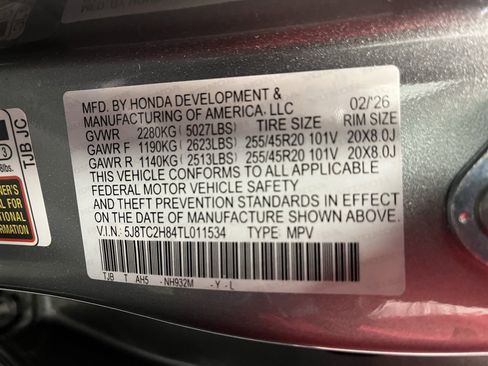 MFD. BY HONDA DEVELOPMENT & 02/'26
MANUFACTURING OF AMERICA, LLC
GVWR 2280KG(5027LBS) TIRE SIZE RIM SIZE
GAWR F 1190KG(2623LBS) 255/45R20 101V 20X8.0J
GAWR R 1140KG(2513LBS) 255/45R20 101V 20X8.0J
THIS VEHICLE CONFORMS TO ALL APPLICABLE
FEDERAL MOTOR VEHICLE SAFETY
AND THEFT PREVENTION STANDARDS IN EFFECT ON
THE DATE OF MANUFACTURE SHOWN ABOVE.
V.I.N.: 5J8TC2H84TL011534 TYPE: MPV
TJB T AH5 -NH932M -Y-L
TJB JC
3